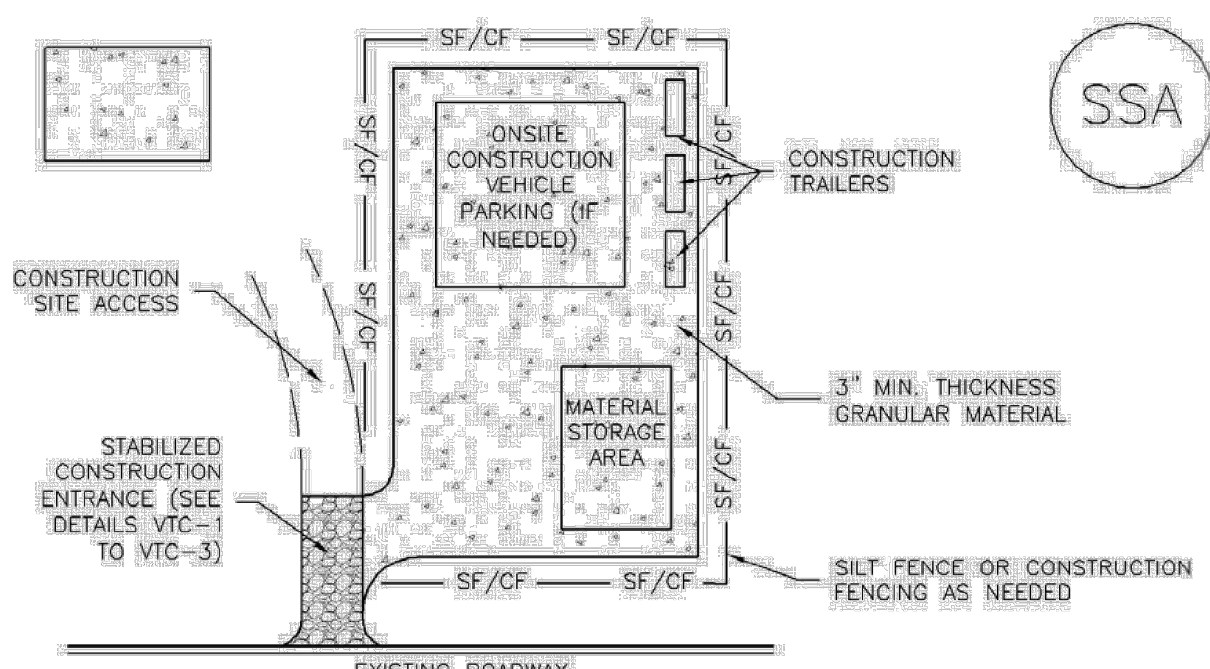 SF/CF
SF/CF
SSA
ONSITE
CONSTRUCTION
VEHICLE
PARKING (IF
NEEDED)
SF/CF
SF/CF
CONSTRUCTION
TRAILERS
CONSTRUCTION
SITE ACCESS
SF/CF
SF/CF
3" MIN. THICKNESS
GRANULAR MATERIAL
MATERIAL
STORAGE
AREA
STABILIZED
CONSTRUCTION
ENTRANCE (SEE
DETAILS VTC-1
TO VTC-3)
SF/CF
SF/CF
SF/CF
SILT FENCE OR CONSTRUCTION
FENCING AS NEEDED
EXISTING ROADWAY